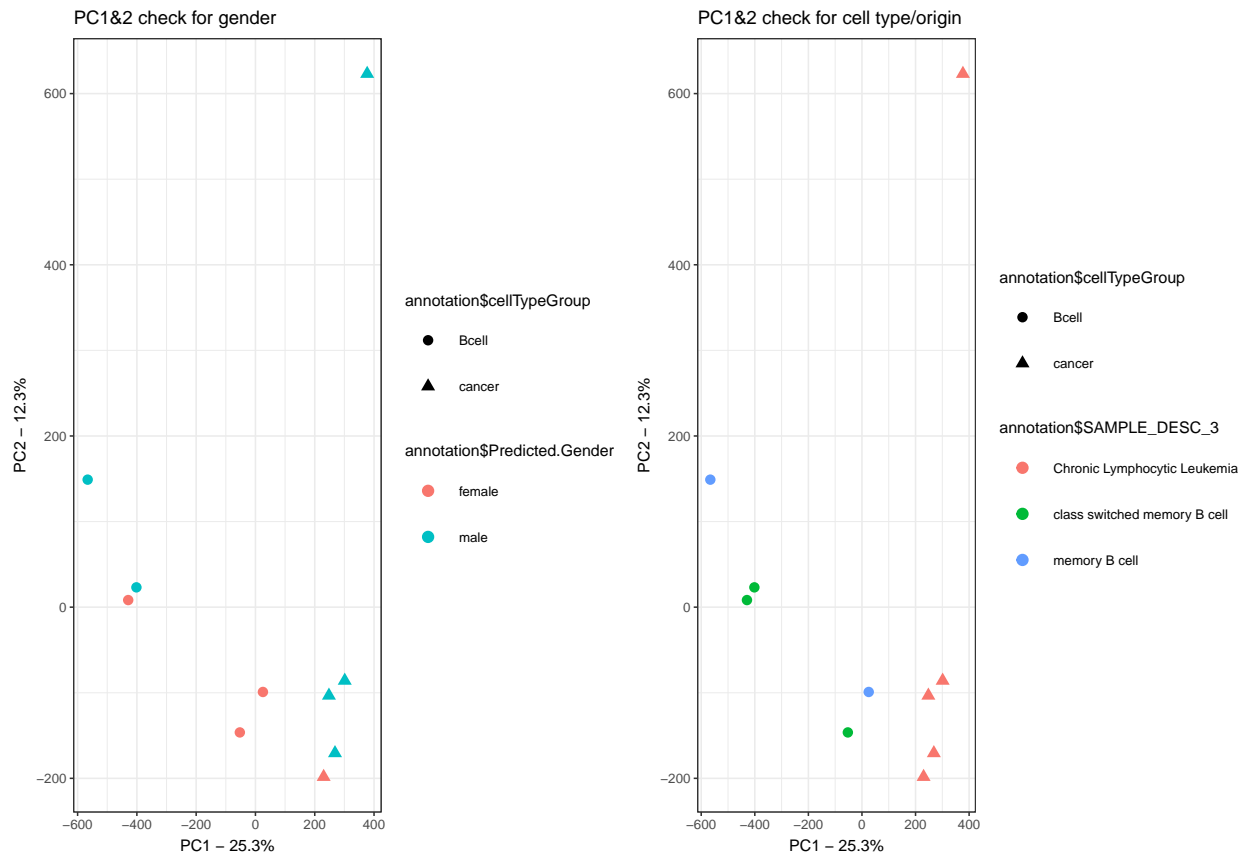 PC1&2 check for gender
600
400
200
0
−200
PC2 − 12.3%
−600
−400
−200
0
200
400
PC1 − 25.3%
annotation$cellTypeGroup
Bcell
cancer
annotation$Predicted.Gender
female
male
PC1&2 check for cell type/origin
600
400
200
0
−200
PC2 − 12.3%
−600
−400
−200
0
200
400
PC1 − 25.3%
annotation$cellTypeGroup
Bcell
cancer
annotation$SAMPLE_DESC_3
Chronic Lymphocytic Leukemia
class switched memory B cell
memory B cell